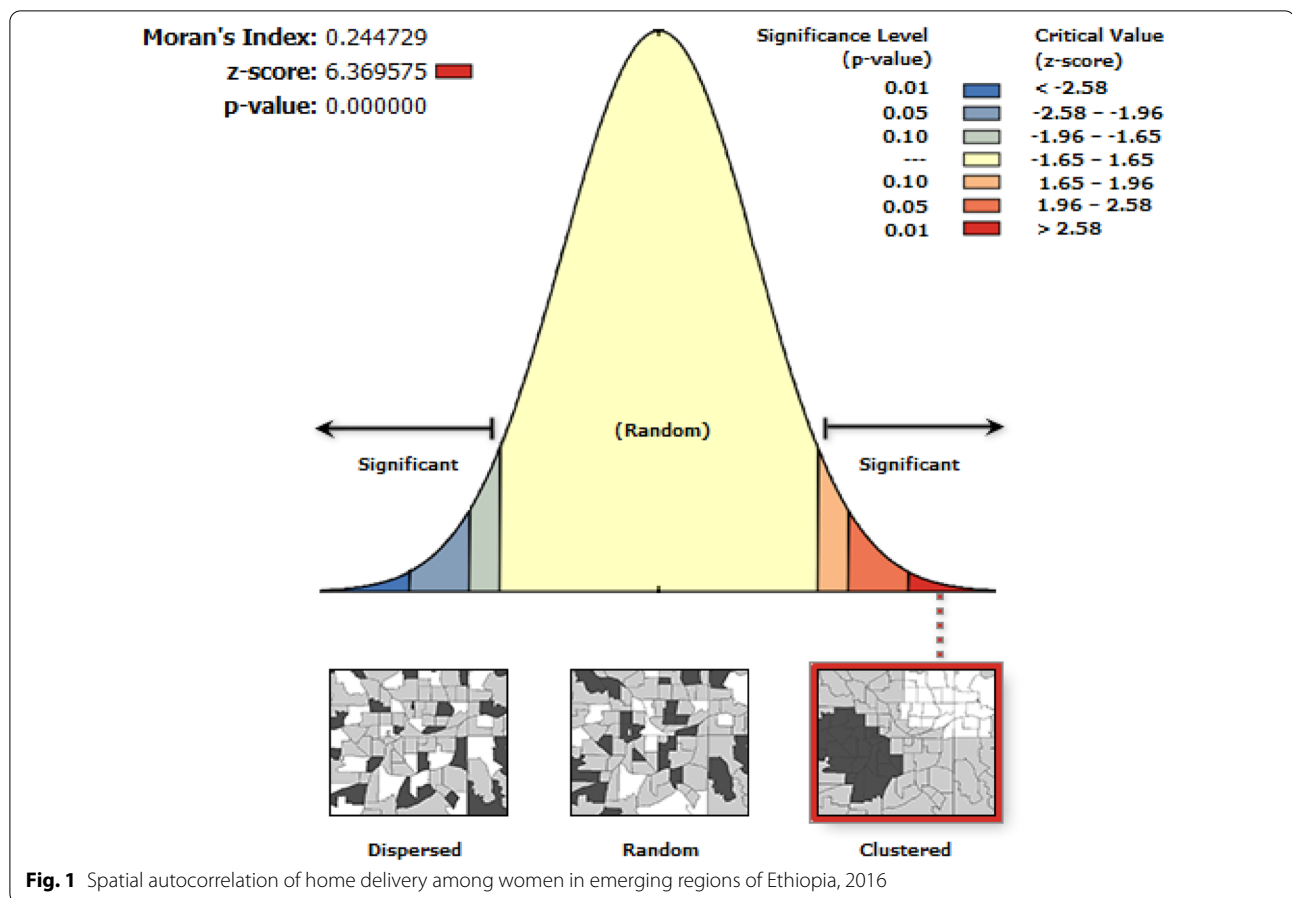 Moran's Index: 0.244729
z-score: 6.369575
p-value: 0.000000
Significance Level
(p-value)
Critical Value
(z-score)
0.01 < -2.58
0.05 -2.58 – -1.96
0.10 -1.96 – -1.65
--- -1.65 – 1.65
0.10 1.65 – 1.96
0.05 1.96 – 2.58
0.01 > 2.58
(Random)
Significant
Significant
Dispersed
Random
Clustered
Fig. 1 Spatial autocorrelation of home delivery among women in emerging regions of Ethiopia, 2016